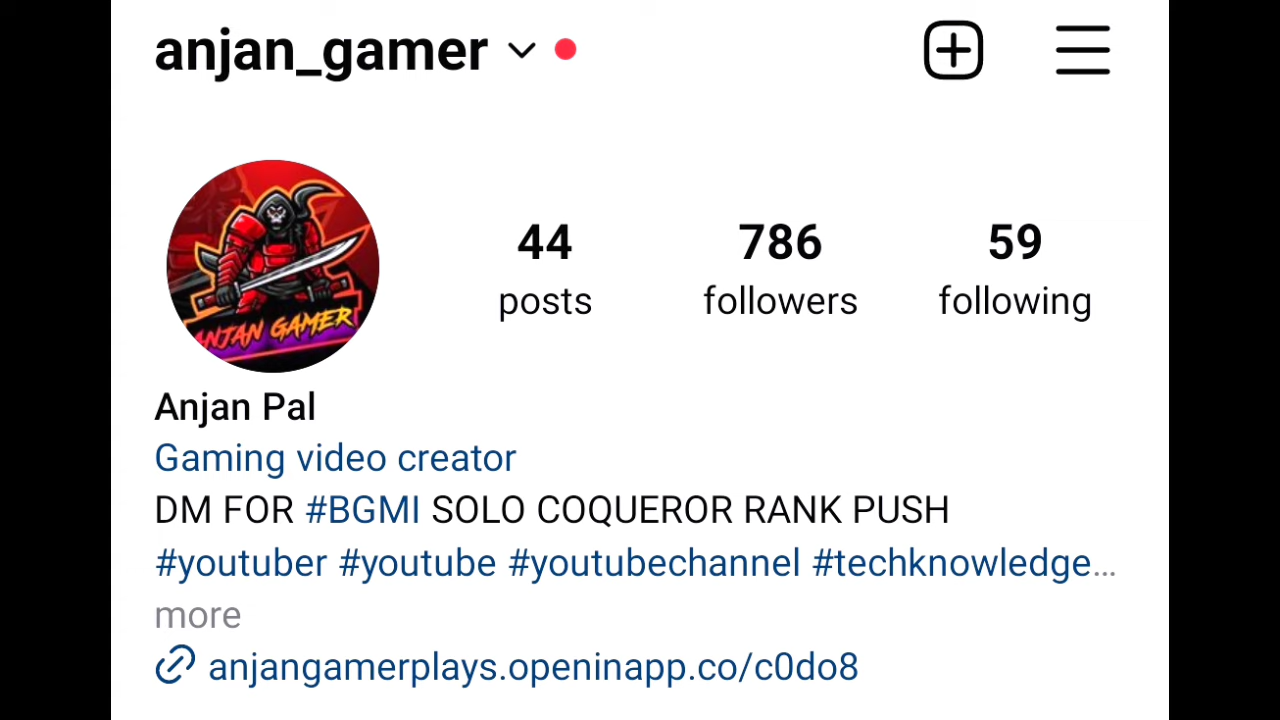 anjan_gamer
ANJAN GAMER
44 786 59
posts followers following
Anjan Pal
Gaming video creator
DM FOR #BGMI SOLO COQUEROR RANK PUSH
#youtuber #youtube #youtubechannel #techknowledge...
more
anjangamerplays.openinapp.co/c0do8